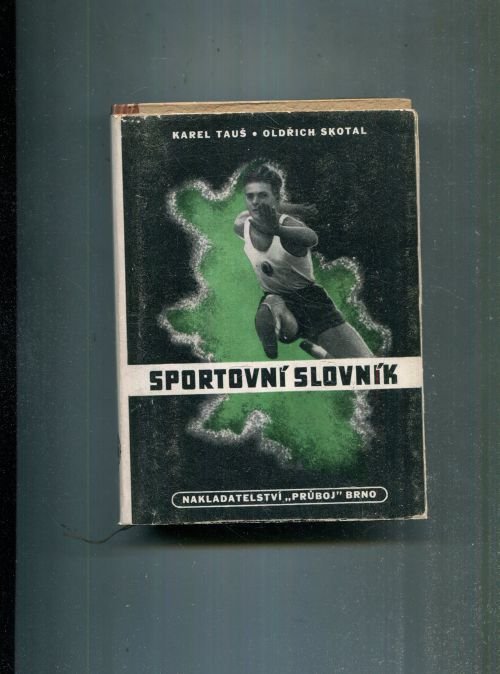 KAREL TAUŠ • OLDŘICH SKOTAL
SPORTOVNÍ SLOVNÍK
NAKLADATELSTVÍ „PRŮBOJ" BRNO